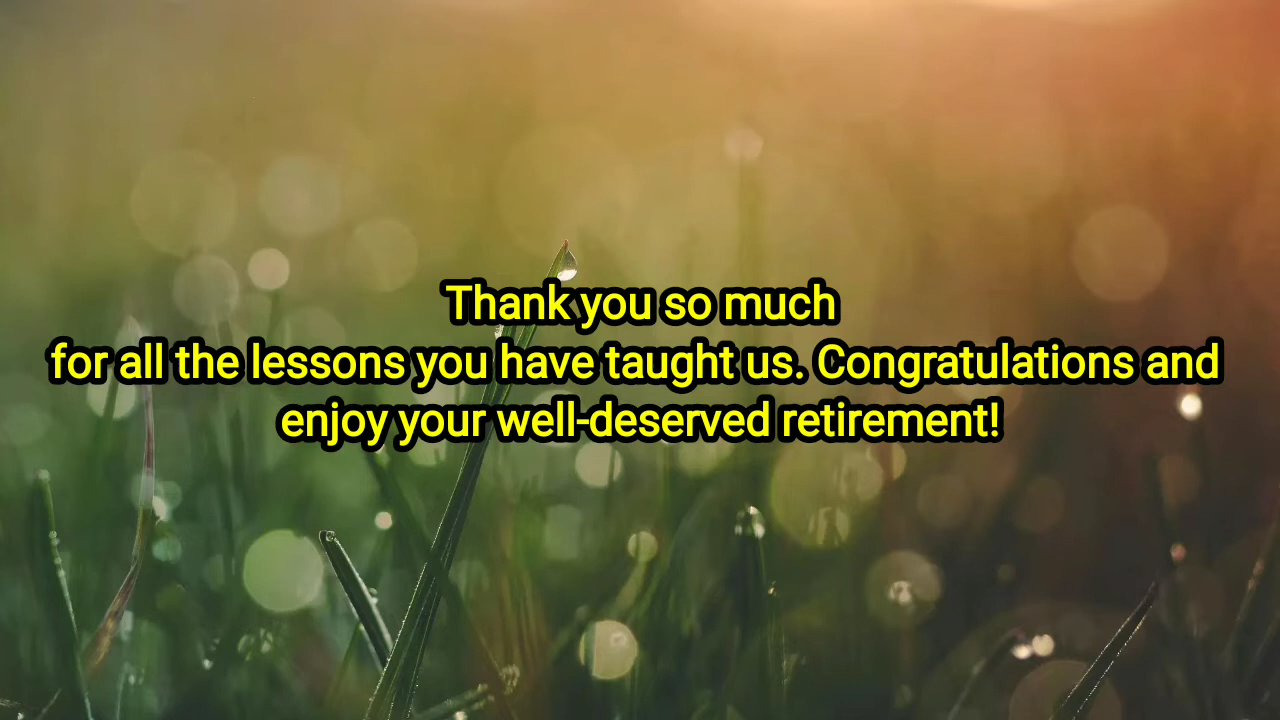 Thank you so much
for all the lessons you have taught us. Congratulations and
enjoy your well-deserved retirement!